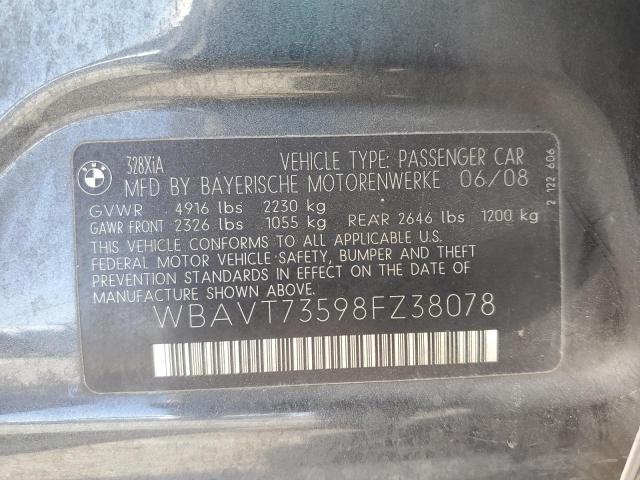 BMW
328XiA VEHICLE TYPE: PASSENGER CAR
MFD BY BAYERISCHE MOTORENWERKE 06/08
GVWR 4916 lbs 2230 kg
GAWR FRONT 2326 lbs 1055 kg REAR 2646 lbs 1200 kg
THIS VEHICLE CONFORMS TO ALL APPLICABLE U.S.
FEDERAL MOTOR VEHICLE SAFETY, BUMPER AND THEFT
PREVENTION STANDARDS IN EFFECT ON THE DATE OF
MANUFACTURE SHOWN ABOVE.
WBAVT73598FZ38078
2 122 606